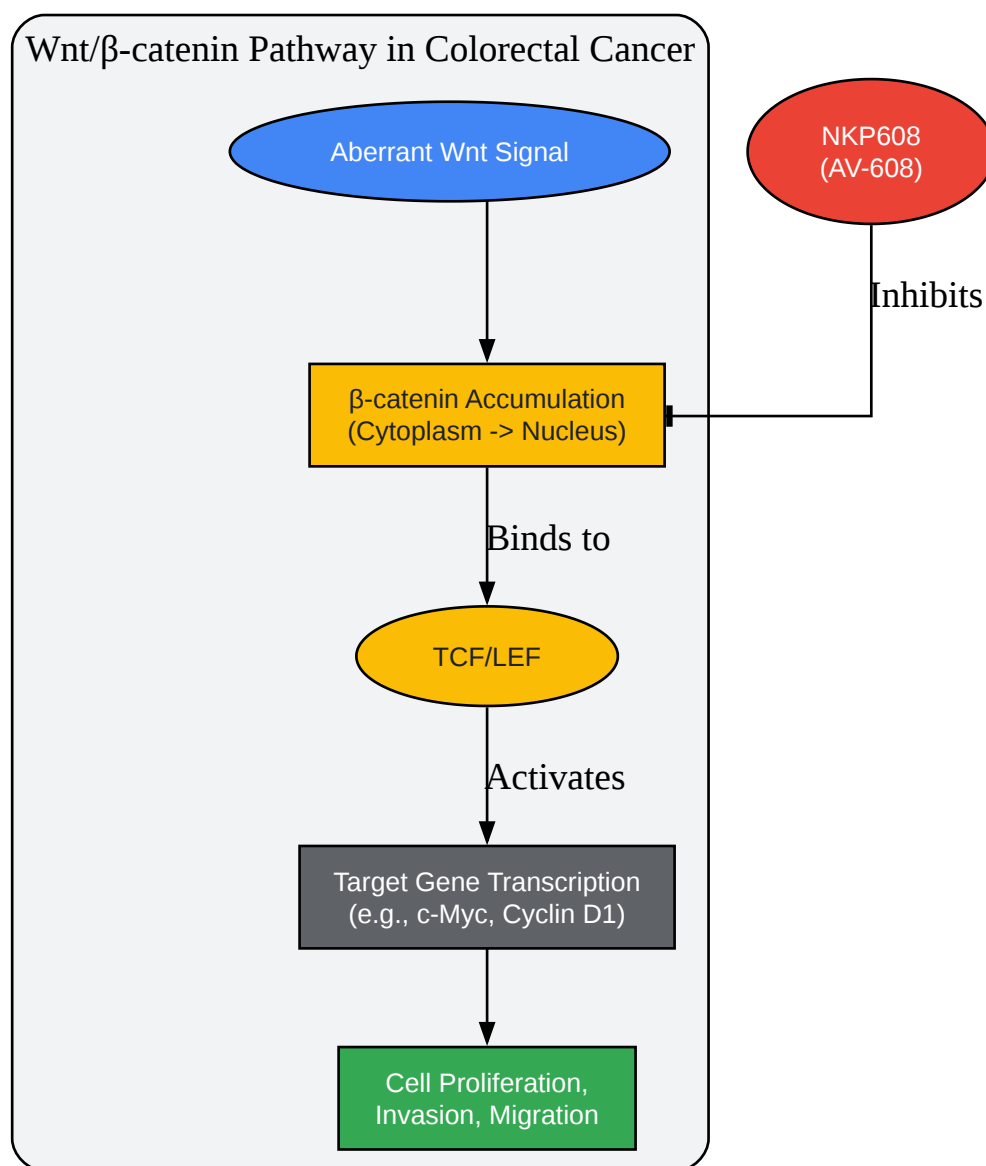 Wnt/β-catenin Pathway in Colorectal Cancer
Aberrant Wnt Signal
NKP608
(AV-608)
Inhibits
β-catenin Accumulation
(Cytoplasm -> Nucleus)
Binds to
TCF/LEF
Activates
Target Gene Transcription
(e.g., c-Myc, Cyclin D1)
Cell Proliferation,
Invasion, Migration